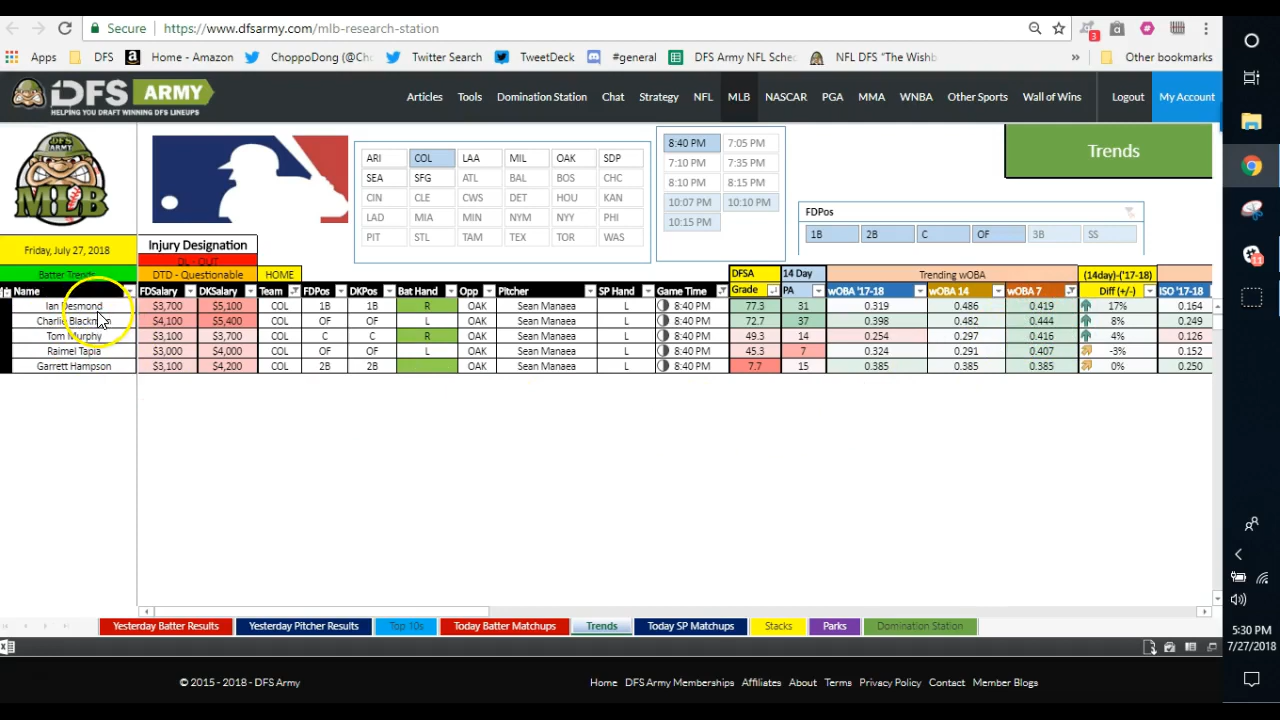 Secure https://www.dfsarmy.com/mlb-research-station 3
Apps DFS Home - Amazon ChoppoDong (@Cho Twitter Search TweetDeck #general DFS Army NFL Sched NFL DFS "The Wishb » Other bookmarks
DFS ARMY Articles Tools Domination Station Chat Strategy NFL MLB NASCAR PGA MMA WNBA Other Sports Wall of Wins Logout My Account
HELPING YOU DRAFT WINNING DFS LINEUPS
DFS ARMY
MLB
ARI COL LAA MIL OAK SDP
SEA SFG ATL BAL BOS CHC
CIN CLE CWS DET HOU KAN
LAD MIA MIN NYM NYY PHI
PIT STL TAM TEX TOR WAS
8:40 PM 7:05 PM
7:10 PM 7:35 PM
8:10 PM 8:15 PM
10:07 PM 10:10 PM
10:15 PM
Trends
FDPos
1B 2B C OF 3B SS
Friday, July 27, 2018 Injury Designation
DL - OUT
Batter Trends DTD - Questionable HOME DFSA 14 Day Trending wOBA (14day)-('17-18)
Name FDSalary DKSalary Team FDPos DKPos Bat Hand Opp Pitcher SP Hand Game Time Grade PA wOBA '17-18 wOBA 14 wOBA 7 Diff (+/-) ISO '17-18
Ian Desmond $3,700 $5,100 COL 1B 1B R OAK Sean Manaea L 8:40 PM 77.3 31 0.319 0.486 0.419 17% 0.164
Charlie Blackmon $4,100 $5,400 COL OF OF L OAK Sean Manaea L 8:40 PM 72.7 37 0.398 0.482 0.444 8% 0.249
Tom Murphy $3,100 $3,700 COL C C R OAK Sean Manaea L 8:40 PM 49.3 14 0.254 0.297 0.416 4% 0.126
Raimel Tapia $3,000 $4,000 COL OF OF L OAK Sean Manaea L 8:40 PM 45.3 7 0.324 0.291 0.407 -3% 0.152
Garrett Hampson $3,100 $4,200 COL 2B 2B OAK Sean Manaea L 8:40 PM 7.7 15 0.385 0.385 0.385 0% 0.250
Yesterday Batter Results Yesterday Pitcher Results Top 10s Today Batter Matchups Trends Today SP Matchups Stacks Parks Domination Station
© 2015 - 2018 - DFS Army Home DFS Army Memberships Affiliates About Terms Privacy Policy Contact Member Blogs
11
5:30 PM
7/27/2018